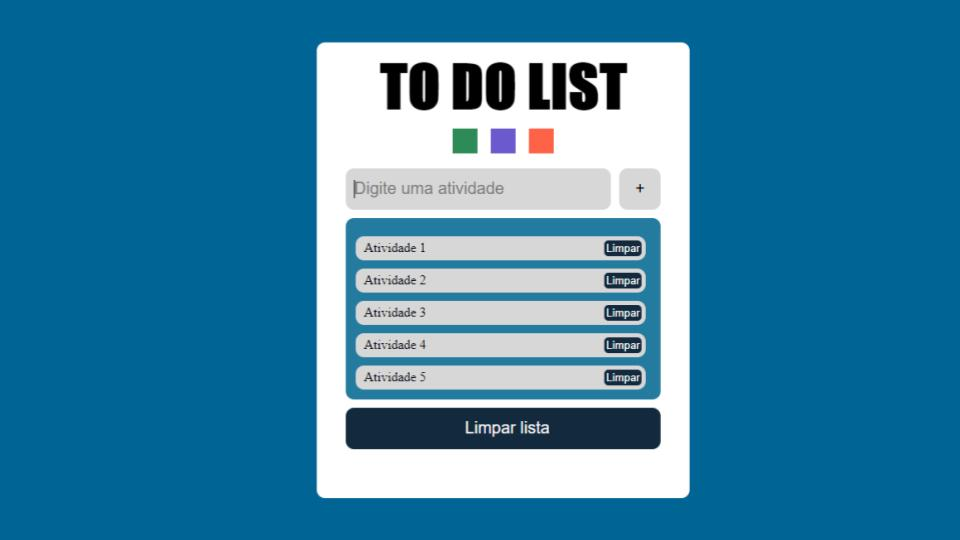 TO DO LIST
Digite uma atividade
+
Atividade 1 Limpar
Atividade 2 Limpar
Atividade 3 Limpar
Atividade 4 Limpar
Atividade 5 Limpar
Limpar lista